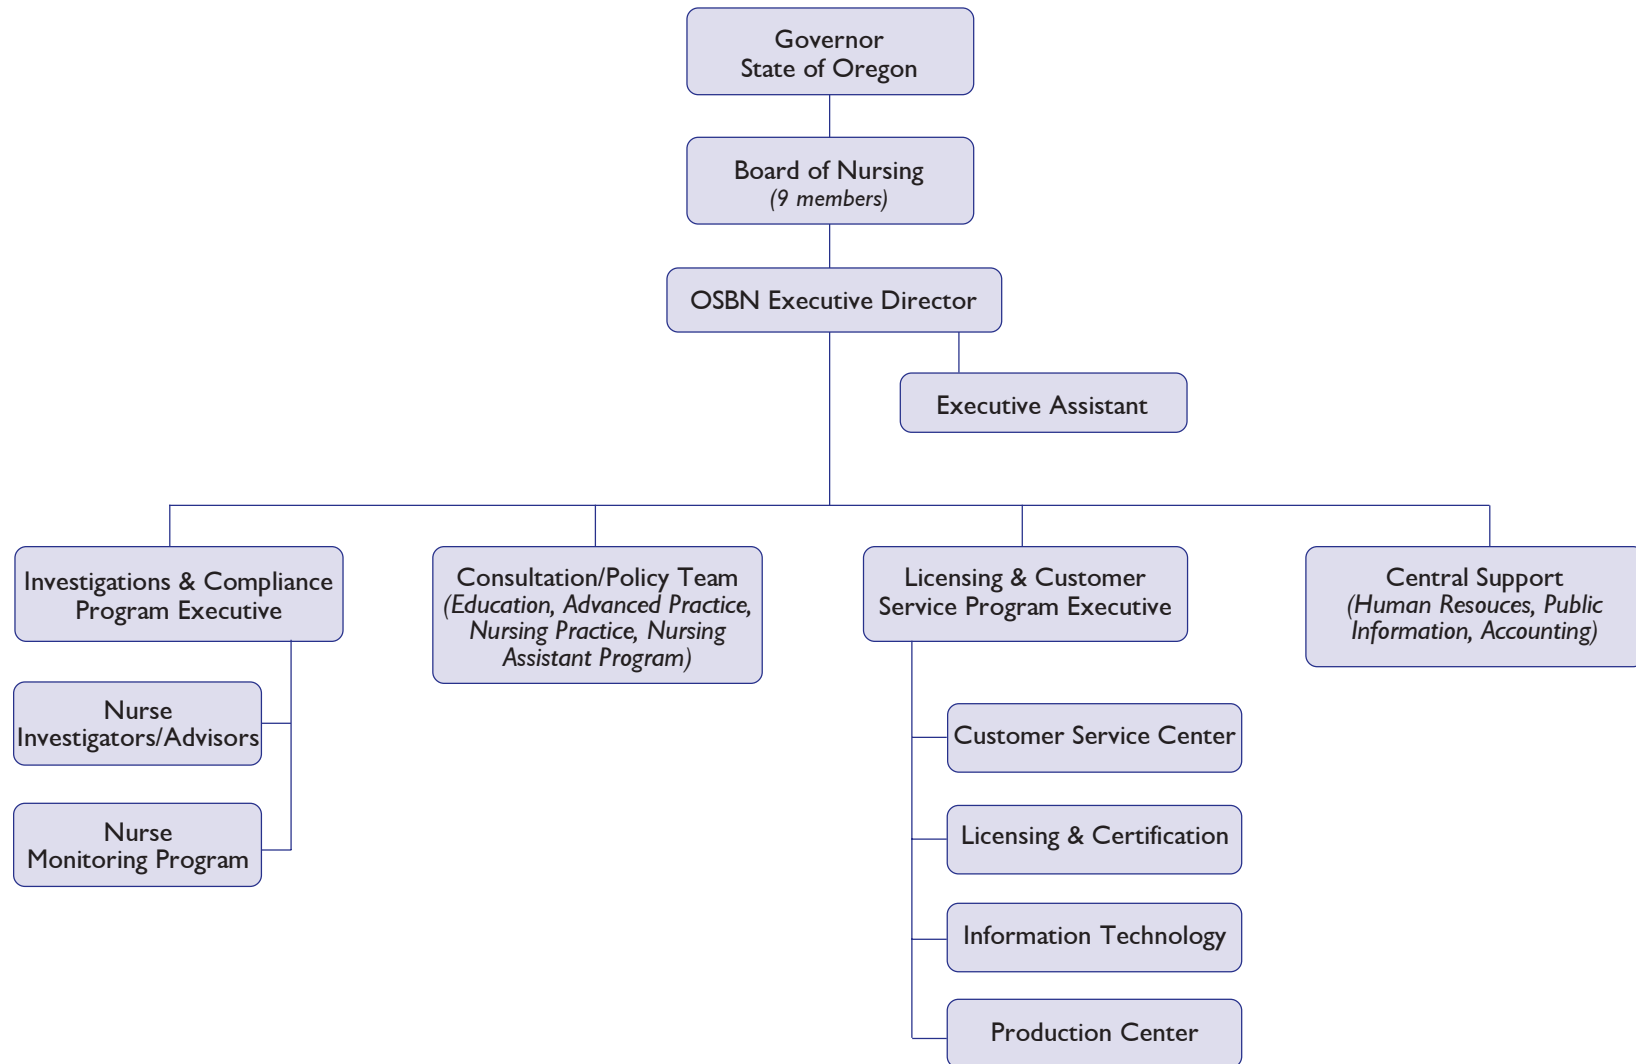 Governor
State of Oregon
Board of Nursing
(9 members)
OSBN Executive Director
Executive Assistant
Investigations & Compliance
Program Executive
Consultation/Policy Team
(Education, Advanced Practice,
Nursing Practice, Nursing
Assistant Program)
Licensing & Customer
Service Program Executive
Central Support
(Human Resouces, Public
Information, Accounting)
Nurse
Investigators/Advisors
Nurse
Monitoring Program
Customer Service Center
Licensing & Certification
Information Technology
Production Center